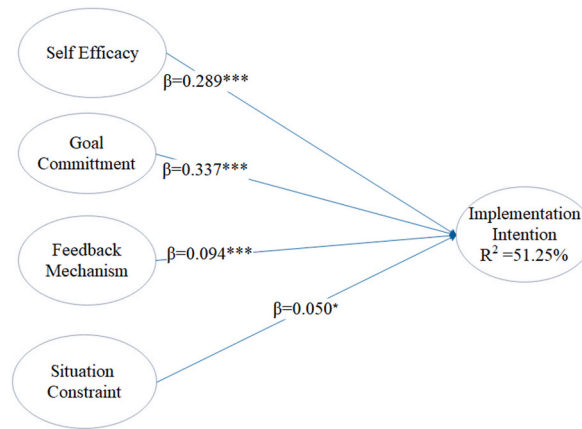 Self Efficacy
β=0.289***
Goal
Committment
β=0.337***
Feedback
Mechanism
β=0.094***
Situation
Constraint
β=0.050*
Implementation
Intention
R² =51.25%